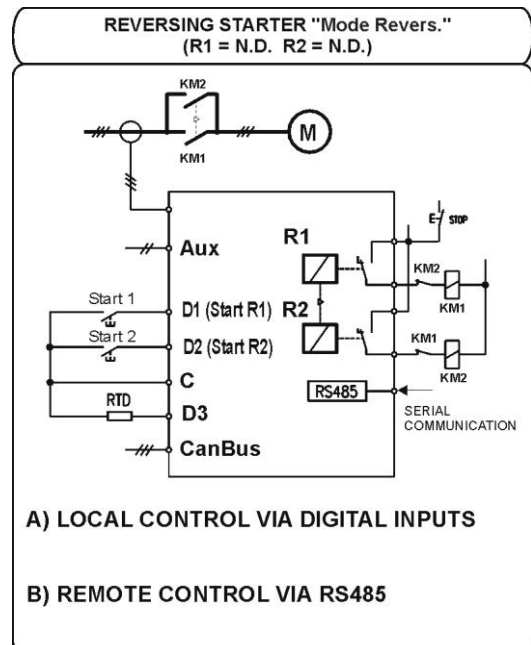 REVERSING STARTER "Mode Revers."
(R1 = N.D. R2 = N.D.)
KM2
KM1
M
Aux
R1
E
STOP
KM2
KM1
Start 1
D1 (Start R1)
R2
KM1
KM2
Start 2
D2 (Start R2)
C
RTD
D3
RS485
SERIAL
COMMUNICATION
CanBus
A) LOCAL CONTROL VIA DIGITAL INPUTS
B) REMOTE CONTROL VIA RS485